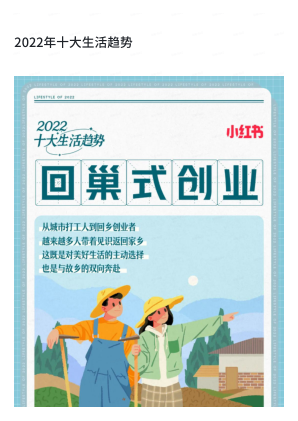 2022年十大生活趋势
LIFESTYLE OF 2022
2022
十大生活趋势
小红书
回巢式创业
从城市打工人到回乡创业者
越来越多人带着见识返回家乡
这既是对美好生活的主动选择
也是与故乡的双向奔赴